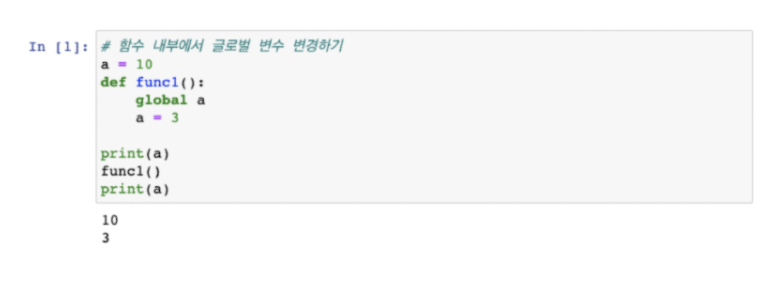 In [1]: # 함수 내부에서 글로벌 변수 변경하기
a = 10
def func1():
    global a
    a = 3
print(a)
func1()
print(a)
10
3